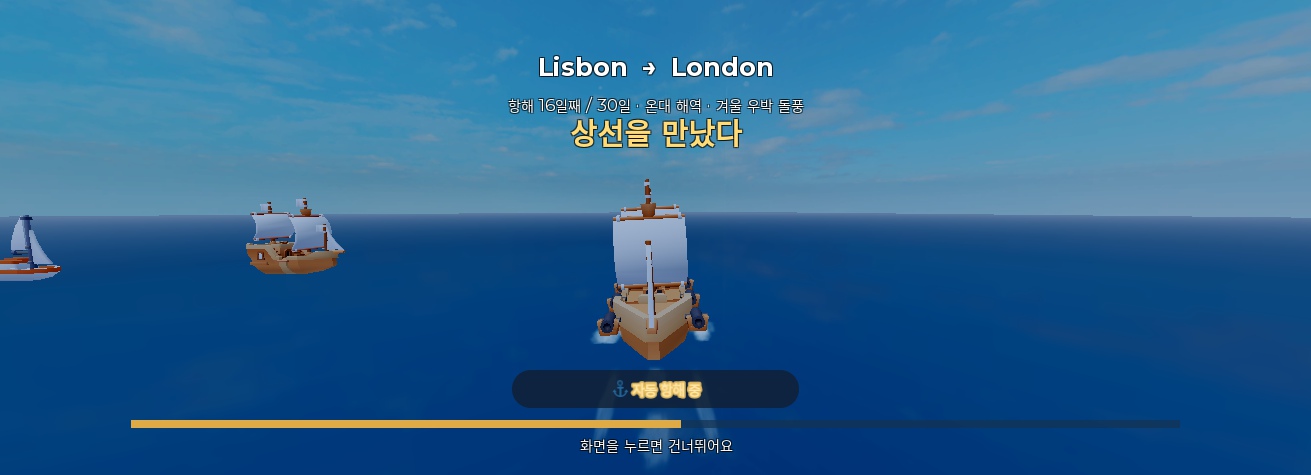 Lisbon → London
항해 16일째 / 30일 · 온대 해역 · 겨울 우박 돌풍
상선을 만났다
⚓ 자동 항해 중
화면을 누르면 건너뛰어요